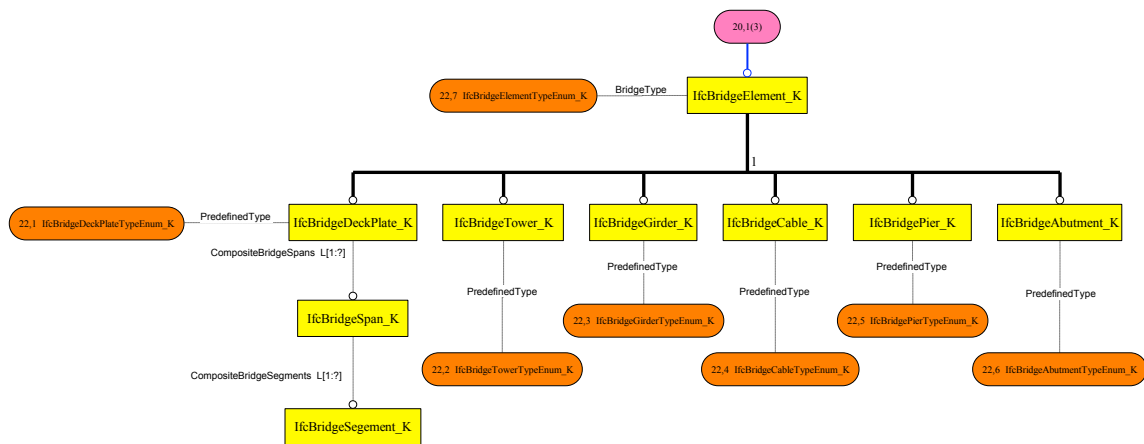 20,1(3)
22,7 IfcBridgeElementTypeEnum_K
BridgeType
IfcBridgeElement_K
1
22,1 IfcBridgeDeckPlateTypeEnum_K
PredefinedType
IfcBridgeDeckPlate_K
IfcBridgeTower_K
IfcBridgeGirder_K
IfcBridgeCable_K
IfcBridgePier_K
IfcBridgeAbutment_K
CompositeBridgeSpans L[1:?]
PredefinedType
PredefinedType
PredefinedType
PredefinedType
PredefinedType
IfcBridgeSpan_K
22,3 IfcBridgeGirderTypeEnum_K
22,5 IfcBridgePierTypeEnum_K
CompositeBridgeSegments L[1:?]
22,2 IfcBridgeTowerTypeEnum_K
22,4 IfcBridgeCableTypeEnum_K
22,6 IfcBridgeAbutmentTypeEnum_K
IfcBridgeSegement_K